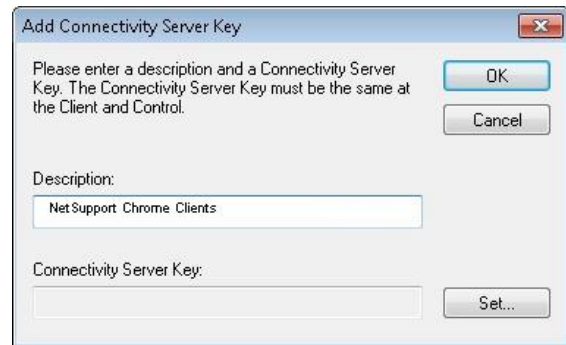 Add Connectivity Server Key
Please enter a description and a Connectivity Server
Key. The Connectivity Server Key must be the same at
the Client and Control.
OK
Cancel
Description:
NetSupport Chrome Clients
Connectivity Server Key:
Set...